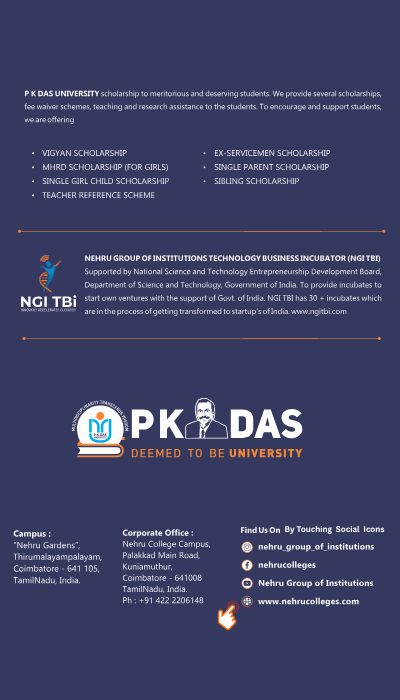 P K DAS UNIVERSITY scholarship to meritorious and deserving students. We provide several scholarships,
fee waiver schemes, teaching and research assistance to the students. To encourage and support students,
we are offering
• VIGYAN SCHOLARSHIP
• MHRD SCHOLARSHIP (FOR GIRLS)
• SINGLE GIRL CHILD SCHOLARSHIP
• TEACHER REFERENCE SCHEME
• EX-SERVICEMEN SCHOLARSHIP
• SINGLE PARENT SCHOLARSHIP
• SIBLING SCHOLARSHIP
NGI TBi
INNOVATE! ACCELERATE! ELEVATE!
NEHRU GROUP OF INSTITUTIONS TECHNOLOGY BUSINESS INCUBATOR (NGI TBI)
Supported by National Science and Technology Entrepreneurship Development Board,
Department of Science and Technology, Government of India. To provide incubates to
start own ventures with the support of Govt. of India. NGI TBI has 30 + incubates which
are in the process of getting transformed to startup's of India. www.ngitbi.com
PK DAS
DEEMED TO BE UNIVERSITY
Campus :
"Nehru Gardens",
Thirumalayampalayam,
Coimbatore - 641 105,
TamilNadu, India.
Corporate Office :
Nehru College Campus,
Palakkad Main Road,
Kuniamuthur,
Coimbatore - 641008
TamilNadu, India.
Ph : +91 422 2206148
Find Us On By Touching Social Icons
nehru_group_of_institutions
nehrucolleges
Nehru Group of Institutions
www.nehrucolleges.com